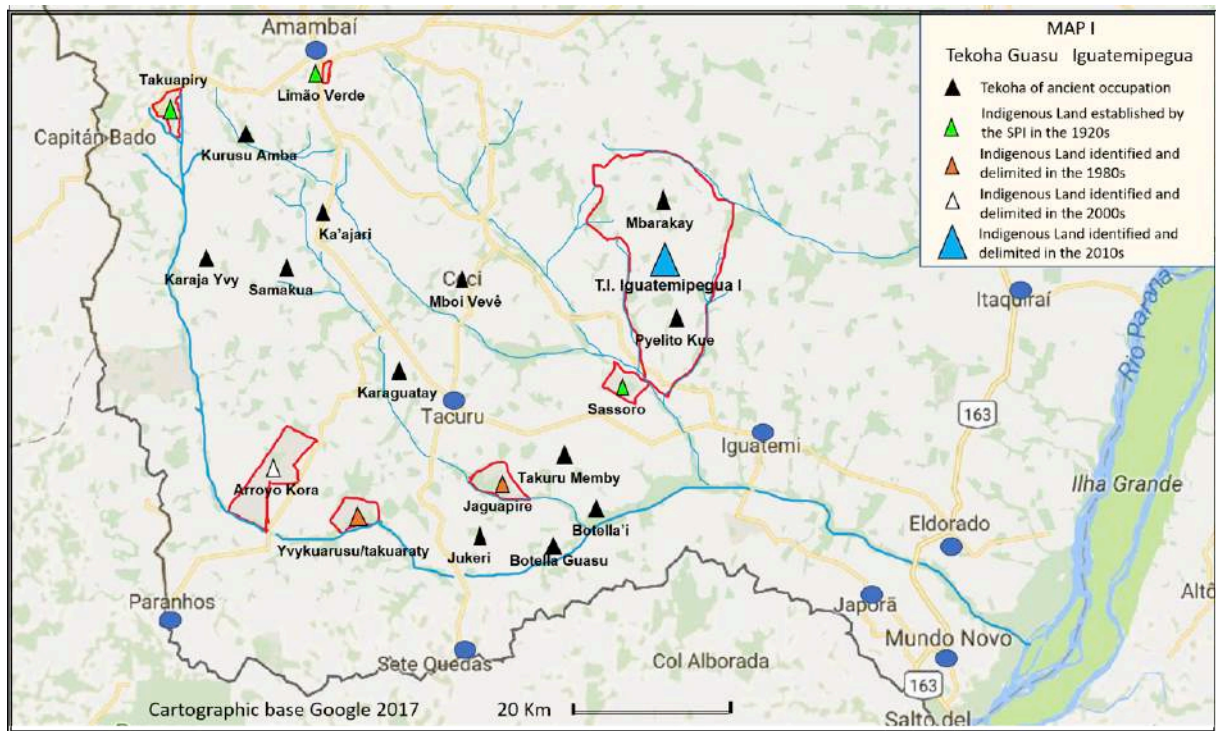 MAP I
Tekoha Guasu Iguatemipegua
Tekoha of ancient occupation
Indigenous Land established by
the SPI in the 1920s
Indigenous Land identified and
delimited in the 1980s
Indigenous Land identified and
delimited in the 2000s
Indigenous Land identified and
delimited in the 2010s
Amambaí
Takuapiry
Limão Verde
Capitán Bado
Kurusu Amba
Mbarakay
Ka'ajari
Karaja Yvy
Samakua
Mboi Vevê
T.I. Iguatemipegua I
Itaquiraí
Rio Paraná
Pyelito Kue
Karaguatay
Tacuru
Sassoro
163
Iguatemi
Takuru Memby
Arroyo Kora
Jaguapire
Ilha Grande
Botella'i
Eldorado
Yvykuarusu/takuaraty
Jukeri
Botella Guasu
Paranhos
Japorã
Altô
Mundo Novo
Sete Quedas
Col Alborada
163
Salto del
Cartographic base Google 2017
20 Km